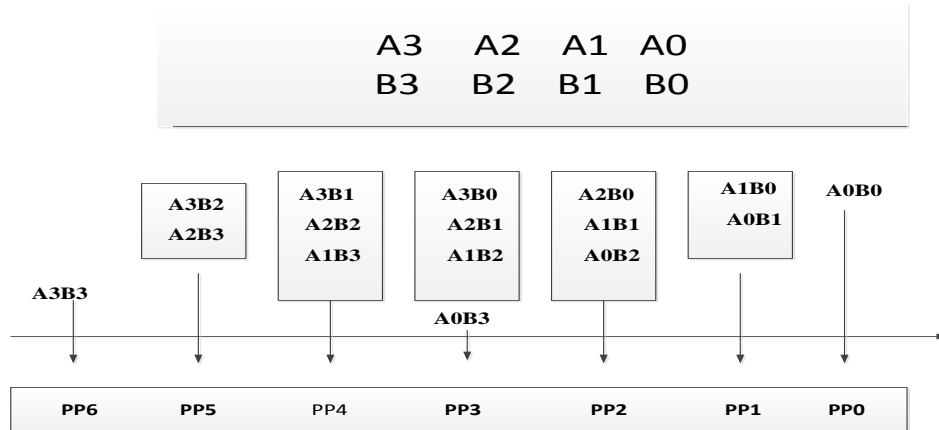 A3 A2 A1 A0
B3 B2 B1 B0
A3B2
A2B3
A3B1
A2B2
A1B3
A3B0
A2B1
A1B2
A2B0
A1B1
A0B2
A1B0
A0B1
A0B0
A3B3
A0B3
PP6 PP5 PP4 PP3 PP2 PP1 PP0